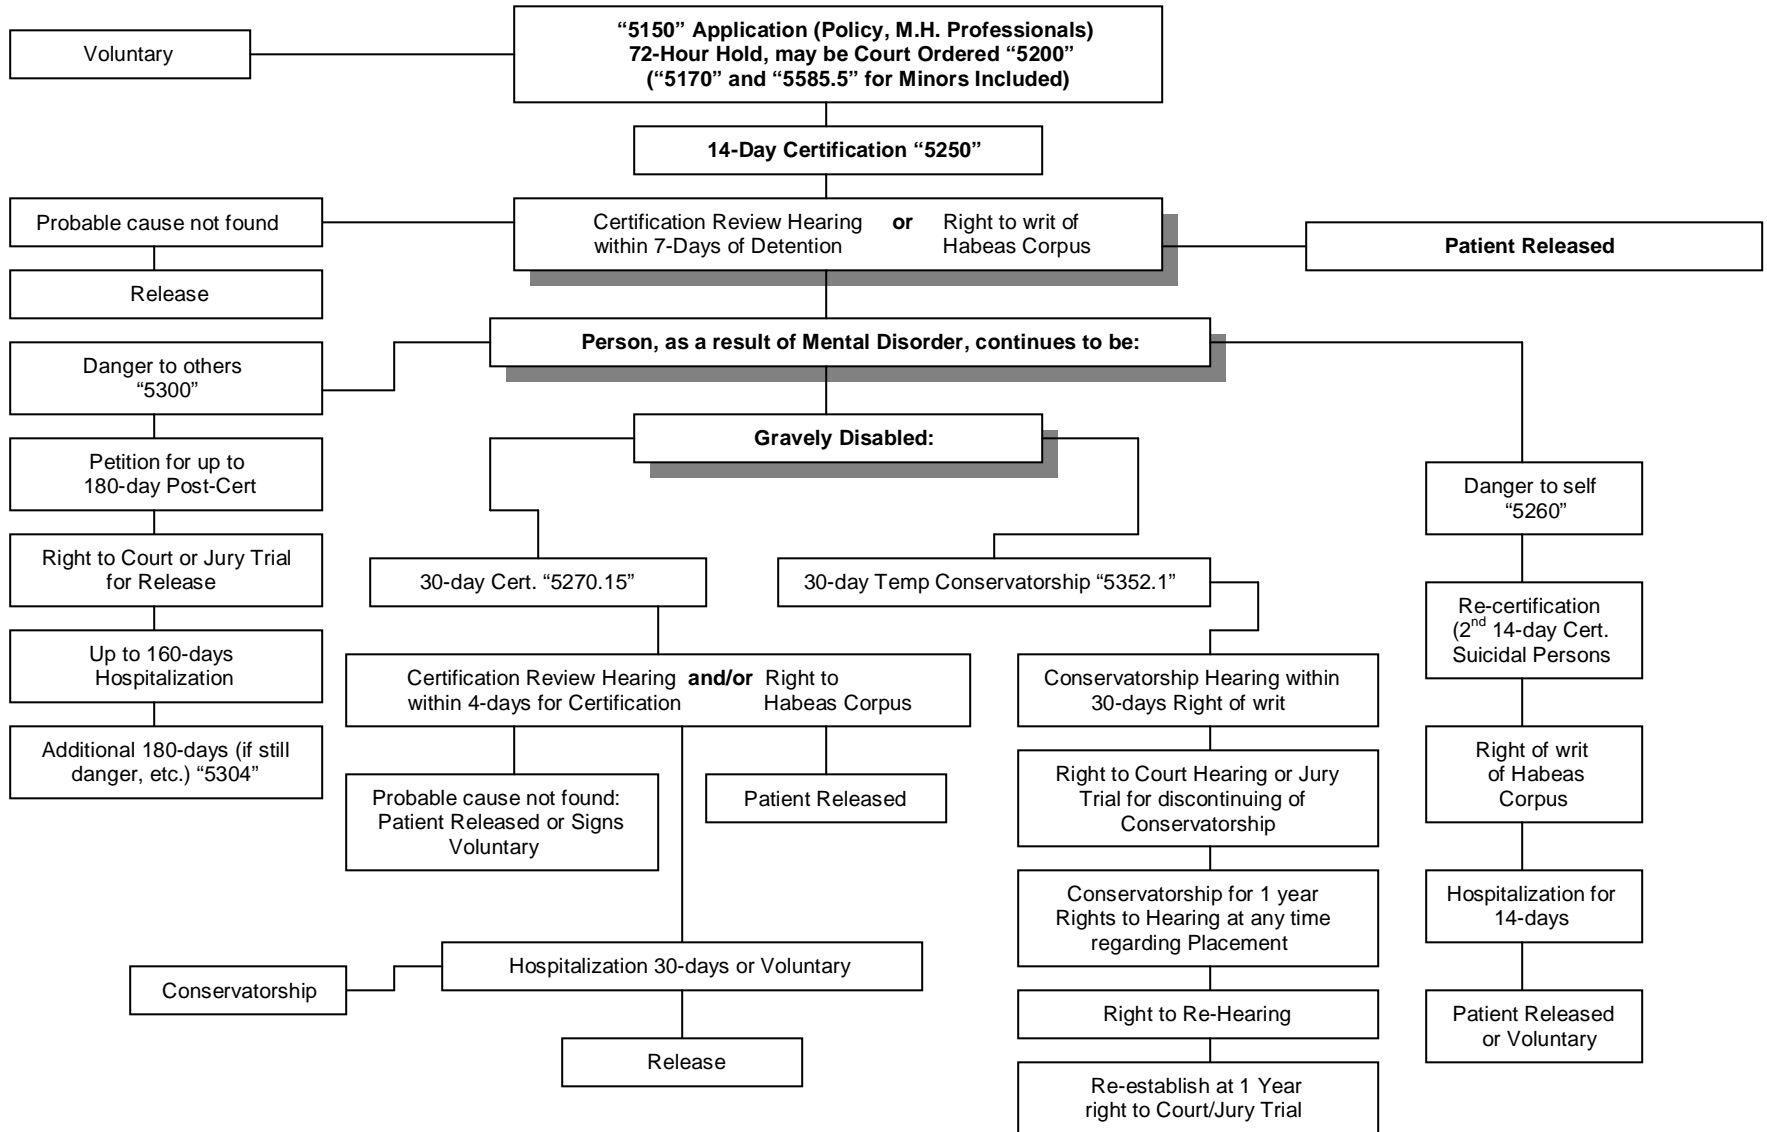 “5150” Application (Policy, M.H. Professionals)
72-Hour Hold, may be Court Ordered “5200”
(“5170” and “5585.5” for Minors Included)
Voluntary
14-Day Certification “5250”
Probable cause not found
Release
Certification Review Hearing or Right to writ of
within 7-Days of Detention Habeas Corpus
Patient Released
Person, as a result of Mental Disorder, continues to be:
Danger to others
“5300”
Petition for up to
180-day Post-Cert
Right to Court or Jury Trial
for Release
Up to 160-days
Hospitalization
Additional 180-days (if still
danger, etc.) “5304”
Gravely Disabled:
30-day Cert. “5270.15”
Certification Review Hearing and/or Right to
within 4-days for Certification Habeas Corpus
Probable cause not found:
Patient Released or Signs
Voluntary
Patient Released
Hospitalization 30-days or Voluntary
Conservatorship
Release
30-day Temp Conservatorship “5352.1”
Conservatorship Hearing within
30-days Right of writ
Right to Court Hearing or Jury
Trial for discontinuing of
Conservatorship
Conservatorship for 1 year
Rights to Hearing at any time
regarding Placement
Right to Re-Hearing
Re-establish at 1 Year
right to Court/Jury Trial
Danger to self
“5260”
Re-certification
(2nd 14-day Cert.
Suicidal Persons
Right of writ
of Habeas
Corpus
Hospitalization for
14-days
Patient Released
or Voluntary